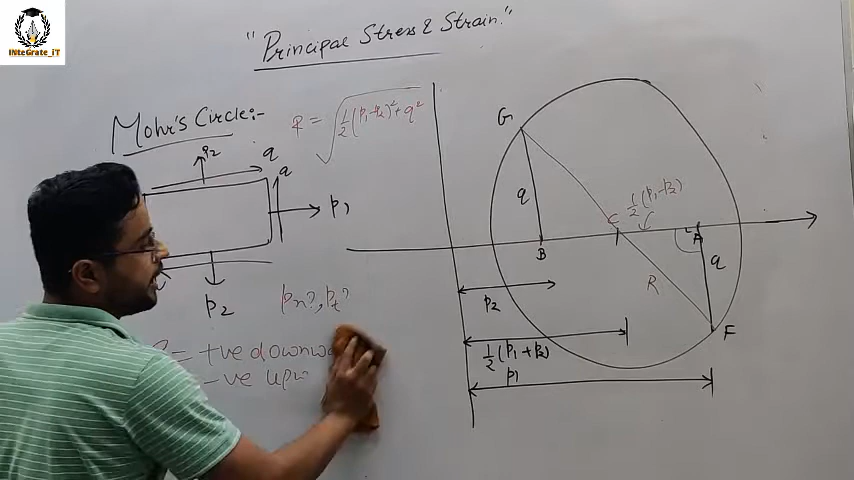 INteGrate_iT
"Principal Stress & Strain."
Mohr's Circle:-
R = √ 1/2 (p1-p2)² + q²
p2
q
q
p1
p2
Pn?, Pt?
= +ve downwa
-ve upw
G
q
C
1/2 (p1-p2)
B
A
q
R
F
p2
1/2 (p1+p2)
p1